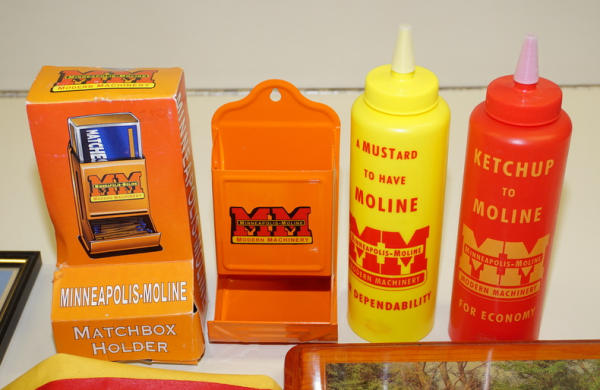 MINNEAPOLIS-MOLINE
MODERN MACHINERY
MATCHES
MM
MINNEAPOLIS-MOLINE
MINNEAPOLIS-MOLINE
MATCHBOX
HOLDER
MM
MINNEAPOLIS-MOLINE
MODERN MACHINERY
A MUSTARD
TO HAVE
MOLINE
MM
MINNEAPOLIS-MOLINE
MODERN MACHINERY
DEPENDABILITY
KETCHUP
TO
MOLINE
MM
MINNEAPOLIS-MOLINE
MODERN MACHINERY
FOR ECONOMY